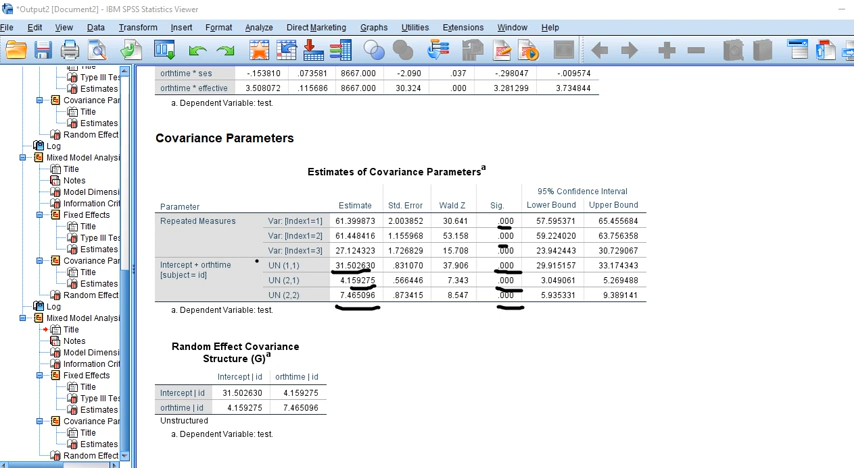 *Output2 [Document2] - IBM SPSS Statistics Viewer
File Edit View Data Transform Insert Format Analyze Direct Marketing Graphs Utilities Extensions Window Help
Title
Type III Tes
Estimates
Covariance Par
Title
Estimates
Random Effect
Log
Mixed Model Analysi
Title
Notes
Model Dimensi
Information Crit
Fixed Effects
Title
Type III Tes
Estimates
Covariance Par
Title
Estimates
Random Effect
Log
Mixed Model Analysi
Title
Notes
Model Dimensi
Information Crit
Fixed Effects
Title
Type III Tes
Estimates
Covariance Par
Title
Estimates
Random Effect
orthtime * ses -.153810 .073581 8667.000 -2.090 .037 -.298047 -.009574
orthtime * effective 3.508072 .115686 8667.000 30.324 .000 3.281299 3.734844
a. Dependent Variable: test.
Covariance Parameters
Estimates of Covariance Parametersa
95% Confidence Interval
Parameter Estimate Std. Error Wald Z Sig. Lower Bound Upper Bound
Repeated Measures Var: [Index1=1] 61.399873 2.003852 30.641 .000 57.595371 65.455684
Var: [Index1=2] 61.448416 1.155968 53.158 .000 59.224020 63.756358
Var: [Index1=3] 27.124323 1.726829 15.708 .000 23.942443 30.729067
Intercept + orthtime [subject = id] UN (1,1) 31.502630 .831070 37.906 .000 29.915157 33.174343
UN (2,1) 4.159275 .566446 7.343 .000 3.049061 5.269488
UN (2,2) 7.465096 .873415 8.547 .000 5.935331 9.389141
a. Dependent Variable: test.
Random Effect Covariance
Structure (G)a
Intercept | id orthtime | id
Intercept | id 31.502630 4.159275
orthtime | id 4.159275 7.465096
Unstructured
a. Dependent Variable: test.